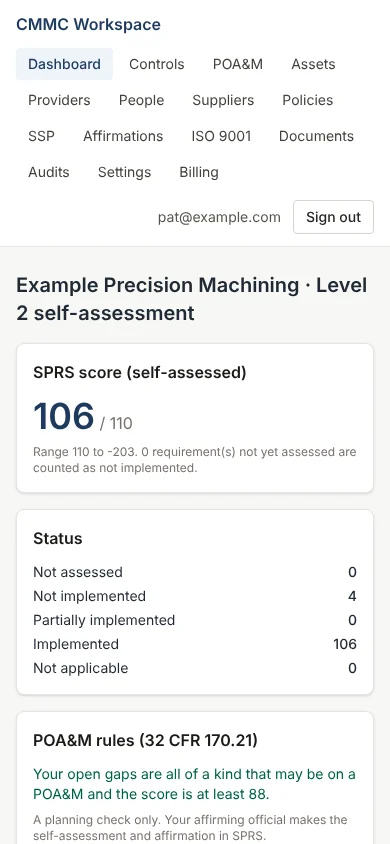 CMMC Workspace
Dashboard Controls POA&M Assets
Providers People Suppliers Policies
SSP Affirmations ISO 9001 Documents
Audits Settings Billing
pat@example.com Sign out
Example Precision Machining · Level
2 self-assessment
SPRS score (self-assessed)
106 / 110
Range 110 to -203. 0 requirement(s) not yet assessed are
counted as not implemented.
Status
Not assessed 0
Not implemented 4
Partially implemented 0
Implemented 106
Not applicable 0
POA&M rules (32 CFR 170.21)
Your open gaps are all of a kind that may be on a
POA&M and the score is at least 88.
A planning check only. Your affirming official makes the
self-assessment and affirmation in SPRS.